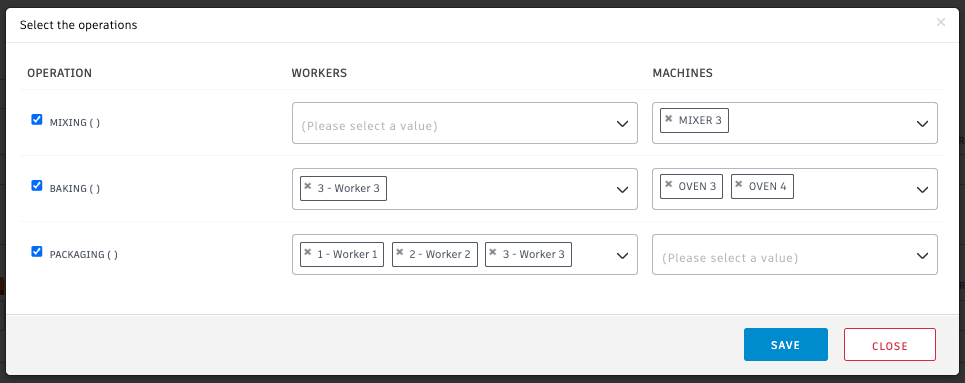 Select the operations
×
OPERATION WORKERS MACHINES
MIXING ( ) (Please select a value) × MIXER 3
BAKING ( ) × 3 - Worker 3 × OVEN 3 × OVEN 4
PACKAGING ( ) × 1 - Worker 1 × 2 - Worker 2 × 3 - Worker 3 (Please select a value)
SAVE CLOSE